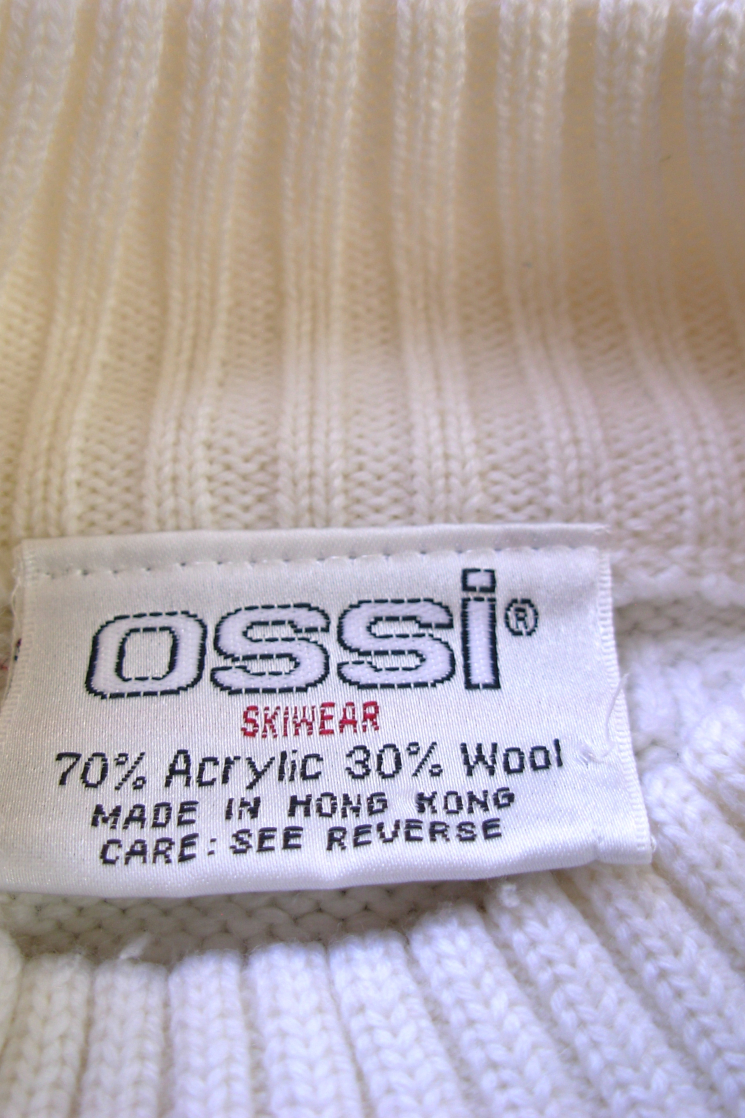 ossi®
SKIWEAR
70% Acrylic 30% Wool
MADE IN HONG KONG
CARE: SEE REVERSE